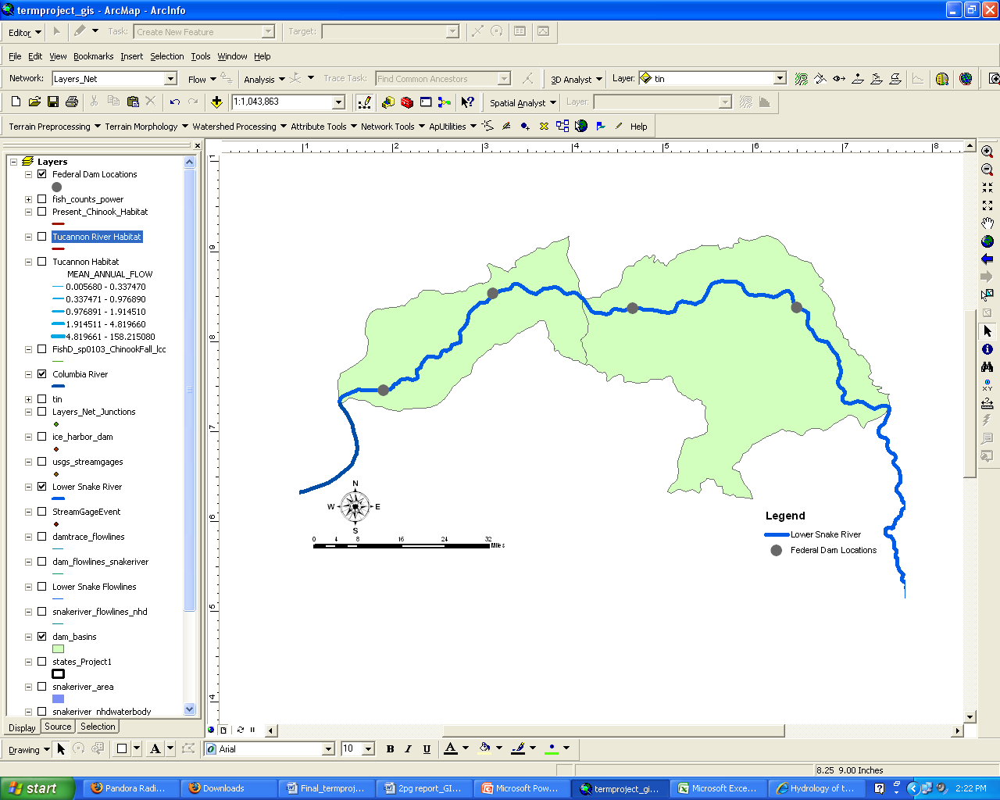 termproject_gis - ArcMap - ArcInfo
Editor Task: Create New Feature Target:
File Edit View Bookmarks Insert Selection Tools Window Help
Network: Layers_Net Flow Analysis Trace Task: Find Common Ancestors 3D Analyst Layer: tin
1:1,043,863 Spatial Analyst Layer:
Terrain Preprocessing Terrain Morphology Watershed Processing Attribute Tools Network Tools ApUtilities Help
1 2 3 4 5 6 7 8
Layers
Federal Dam Locations
fish_counts_power
Present_Chinook_Habitat
Tucannon River Habitat
Tucannon Habitat
MEAN_ANNUAL_FLOW
0.005680 - 0.337470
0.337471 - 0.976890
0.976891 - 1.914510
1.914511 - 4.819660
4.819661 - 158.215080
FishD_sp0103_ChinookFall_lcc
Columbia River
tin
Layers_Net_Junctions
ice_harbor_dam
usgs_streamgages
Lower Snake River
StreamGageEvent
damtrace_flowlines
dam_flowlines_snakeriver
Lower Snake Flowlines
snakeriver_flowlines_nhd
dam_basins
states_Project1
snakeriver_area
snakeriver_nhdwaterbody
Display Source Selection
9
8
7
6
5
4
N
W E
S
0 4 8 16 24 32
Miles
Legend
Lower Snake River
Federal Dam Locations
XY
Drawing A Arial 10 B I U A
8.25 9.00 Inches
start Pandora Radi... Downloads Final_termproj... 2pg report_GI... Microsoft Pow... termproject_gi... Microsoft Exce... Hydrology of t... 2:22 PM